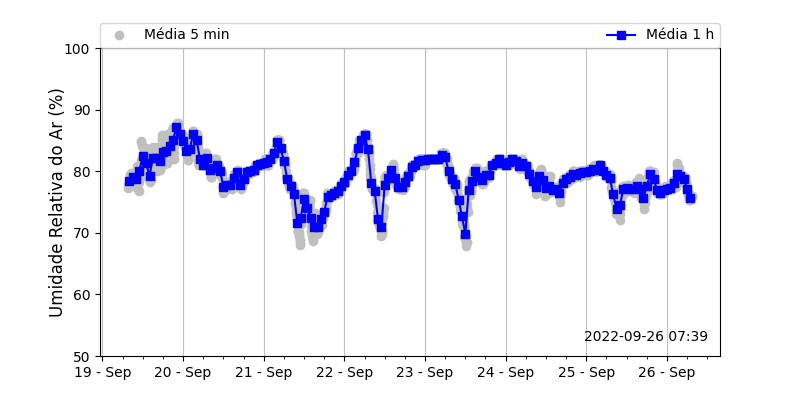 Média 5 min
Média 1 h
Umidade Relativa do Ar (%)
100
90
80
70
60
50
2022-09-26 07:39
19 - Sep
20 - Sep
21 - Sep
22 - Sep
23 - Sep
24 - Sep
25 - Sep
26 - Sep